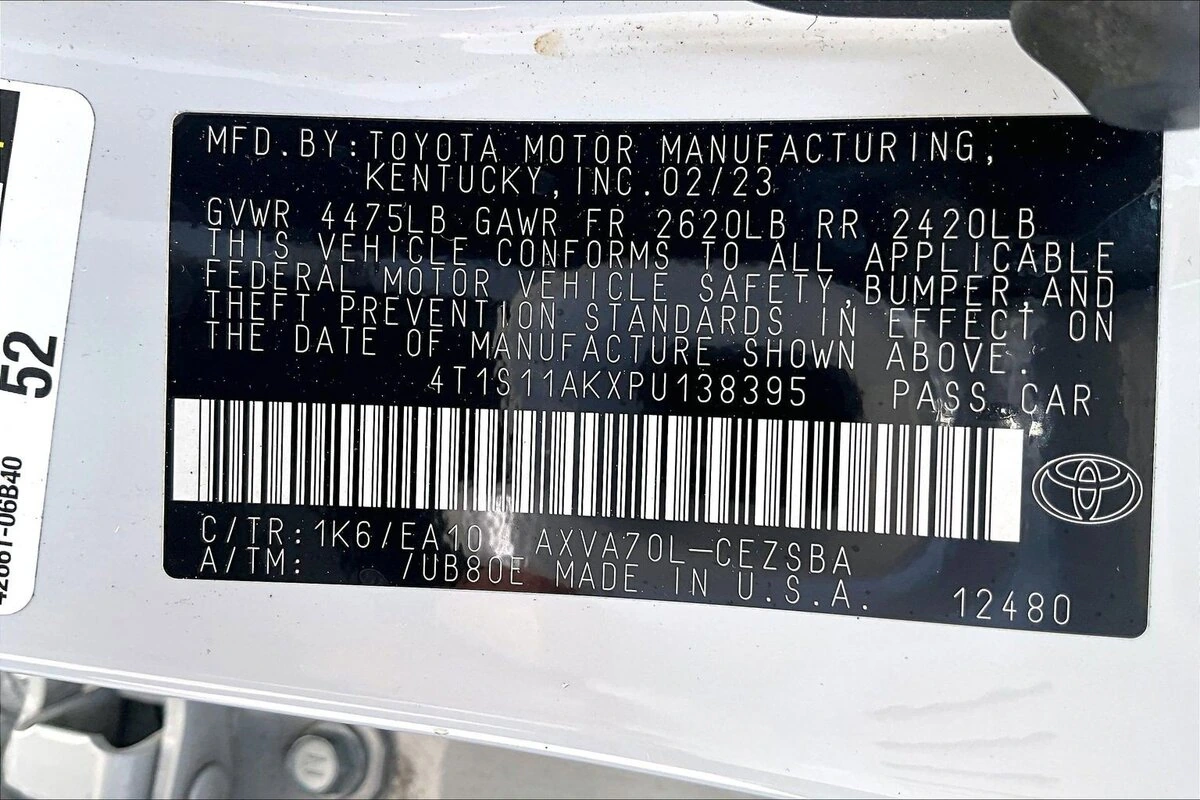 MFD.BY:TOYOTA MOTOR MANUFACTURING,
KENTUCKY,INC.02/23
GVWR 4475LB GAWR FR 2620LB RR 2420LB
THIS VEHICLE CONFORMS TO ALL APPLICABLE
FEDERAL MOTOR VEHICLE SAFETY,BUMPER,AND
THEFT PREVENTION STANDARDS IN EFFECT ON
THE DATE OF MANUFACTURE SHOWN ABOVE.
4T1S11AKXPU138395 PASS.CAR
C/TR:1K6/EA10 AXVA70L-CEZSBA
A/TM: /UB80E MADE IN U.S.A.
12480
52